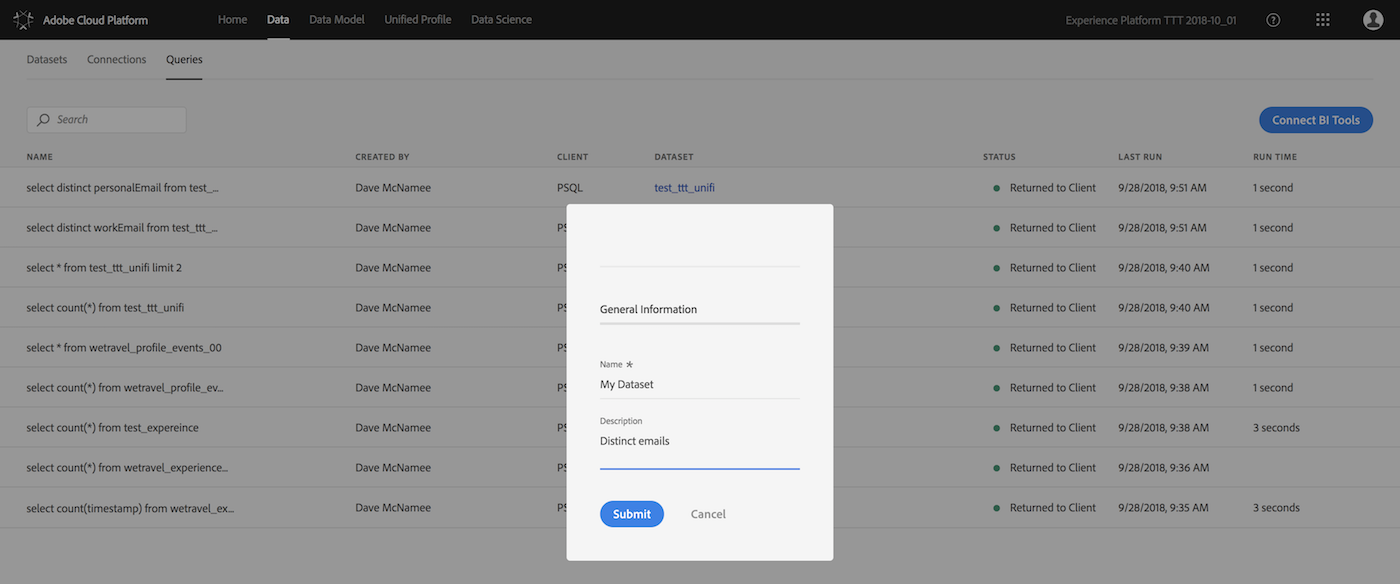 Adobe Cloud Platform Home Data Data Model Unified Profile Data Science Experience Platform TTT 2018-10_01 ?
Datasets Connections Queries
Search Connect BI Tools
NAME CREATED BY CLIENT DATASET STATUS LAST RUN RUN TIME
select distinct personalEmail from test_... Dave McNamee PSQL test_ttt_unifi Returned to Client 9/28/2018, 9:51 AM 1 second
select distinct workEmail from test_ttt_... Dave McNamee Returned to Client 9/28/2018, 9:51 AM 1 second
select * from test_ttt_unifi limit 2 Dave McNamee Returned to Client 9/28/2018, 9:40 AM 1 second
select count(*) from test_ttt_unifi Dave McNamee Returned to Client 9/28/2018, 9:40 AM 1 second
select * from wetravel_profile_events_00 Dave McNamee Returned to Client 9/28/2018, 9:39 AM 1 second
select count(*) from wetravel_profile_ev... Dave McNamee Returned to Client 9/28/2018, 9:38 AM 1 second
select count(*) from test_expereince Dave McNamee Returned to Client 9/28/2018, 9:38 AM 3 seconds
select count(*) from wetravel_experience... Dave McNamee Returned to Client 9/28/2018, 9:36 AM
select count(timestamp) from wetravel_ex... Dave McNamee Returned to Client 9/28/2018, 9:35 AM 3 seconds
General Information
Name *
My Dataset
Description
Distinct emails
Submit Cancel